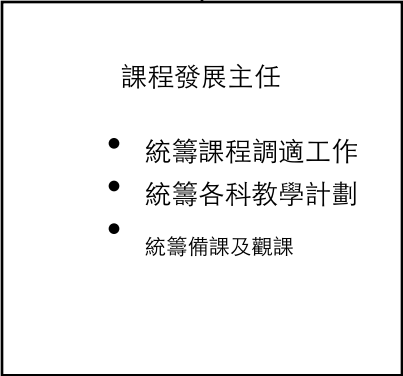 課程發展主任
• 統籌課程調適工作
• 統籌各科教學計劃
• 統籌備課及觀課